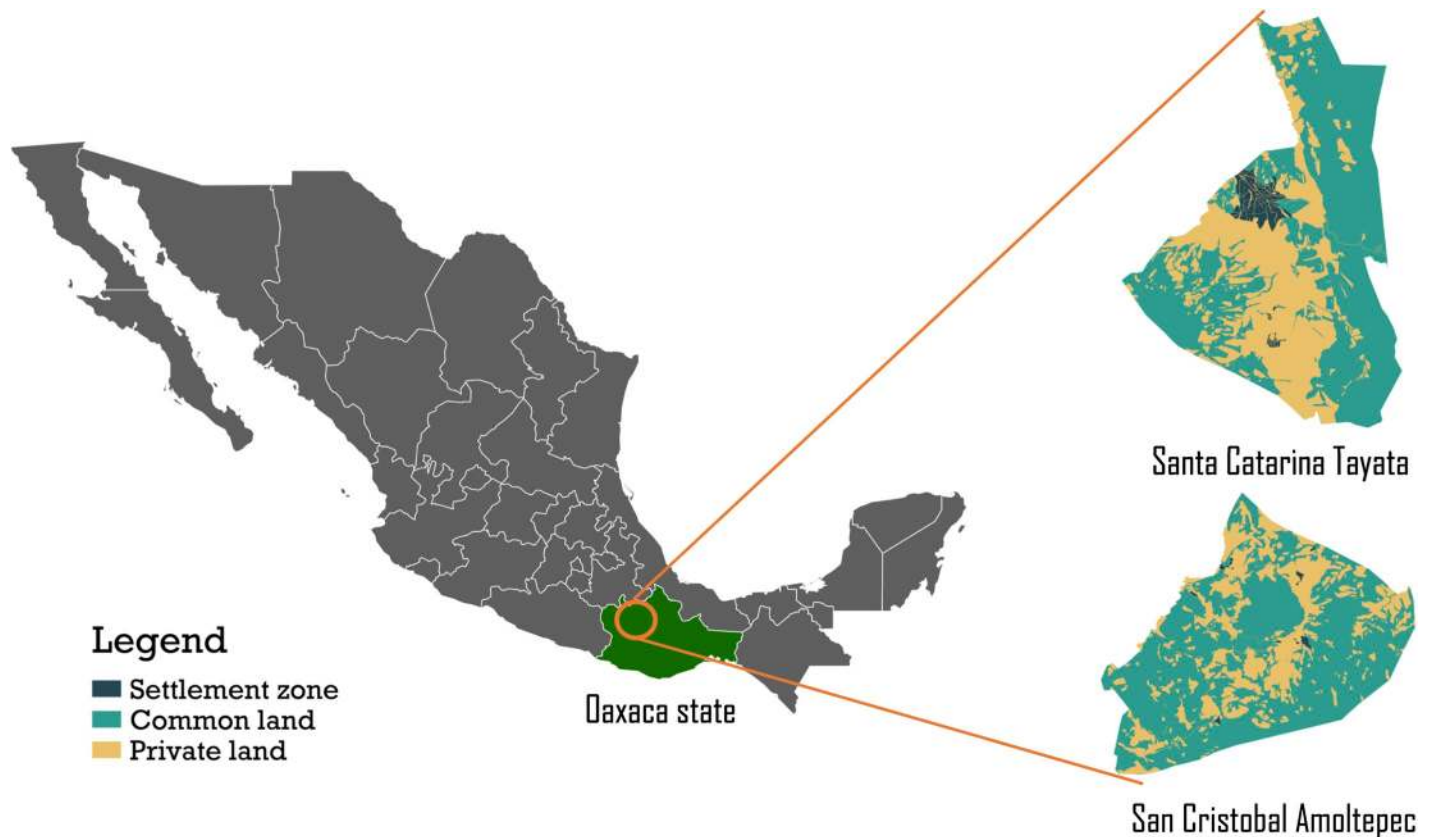 Santa Catarina Tayata
Legend
Settlement zone
Common land
Private land
Oaxaca state
San Cristobal Amoltepec